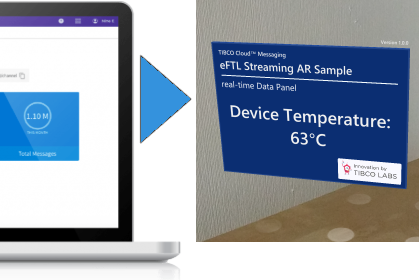 1.10 M
Total Messages
Version 1.0.0
TIBCO Cloud™ Messaging
eFTL Streaming AR Sample
real-time Data Panel
Device Temperature:
63°C
Innovation by
TIBCO LABS